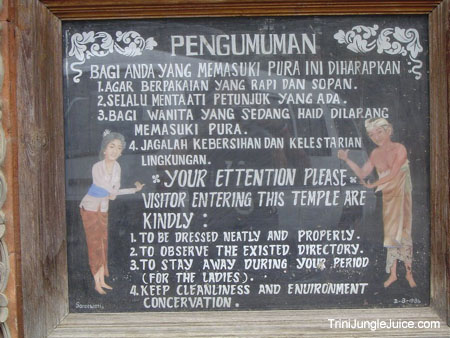 PENGUMUMAN
BAGI ANDA YANG MEMASUKI PURA INI DIHARAPKAN :
1. AGAR BERPAKAIAN YANG RAPI DAN SOPAN.
2. SELALU MENTAATI PETUNJUK YANG ADA.
3. BAGI WANITA YANG SEDANG HAID DILARANG
MEMASUKI PURA.
4. JAGALAH KEBERSIHAN DAN KELESTARIAN
LINGKUNGAN.
YOUR ETTENTION PLEASE
VISITOR ENTERING THIS TEMPLE ARE
KINDLY :
1. TO BE DRESSED NEATLY AND PROPERLY.
2. TO OBSERVE THE EXISTED DIRECTORY.
3. TO STAY AWAY DURING YOUR PERIOD
(FOR THE LADIES).
4. KEEP CLEANLINESS AND ENVIRONMENT
CONCERVATION.
TriniJungleJuice.com